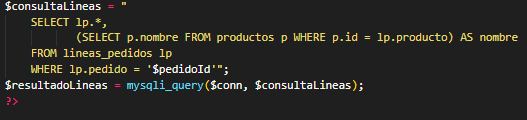 $consultaLineas = "
SELECT lp.*,
(SELECT p.nombre FROM productos p WHERE p.id = lp.producto) AS nombre
FROM lineas_pedidos lp
WHERE lp.pedido = '$pedidoId'";
$resultadoLineas = mysqli_query($conn, $consultaLineas);
?>